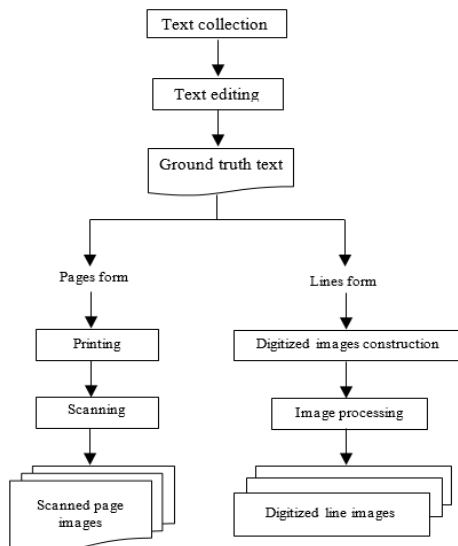 Text collection
Text editing
Ground truth text
Pages form
Lines form
Printing
Digitized images construction
Scanning
Image processing
Scanned page
images
Digitized line images